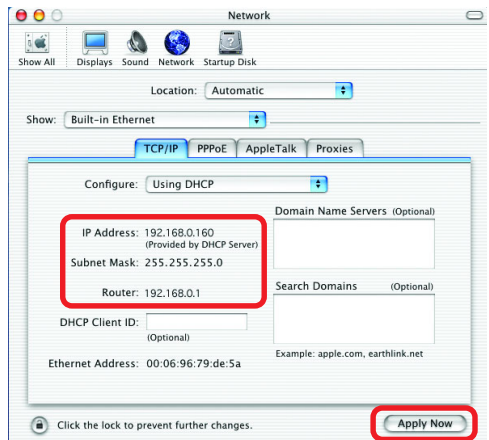 Network
Show All Displays Sound Network Startup Disk
Location: Automatic
Show: Built-in Ethernet
TCP/IP PPPoE AppleTalk Proxies
Configure: Using DHCP
Domain Name Servers (Optional)
IP Address: 192.168.0.160
(Provided by DHCP Server)
Subnet Mask: 255.255.255.0
Router: 192.168.0.1
Search Domains (Optional)
DHCP Client ID:
(Optional)
Example: apple.com, earthlink.net
Ethernet Address: 00:06:96:79:de:5a
Click the lock to prevent further changes.
Apply Now